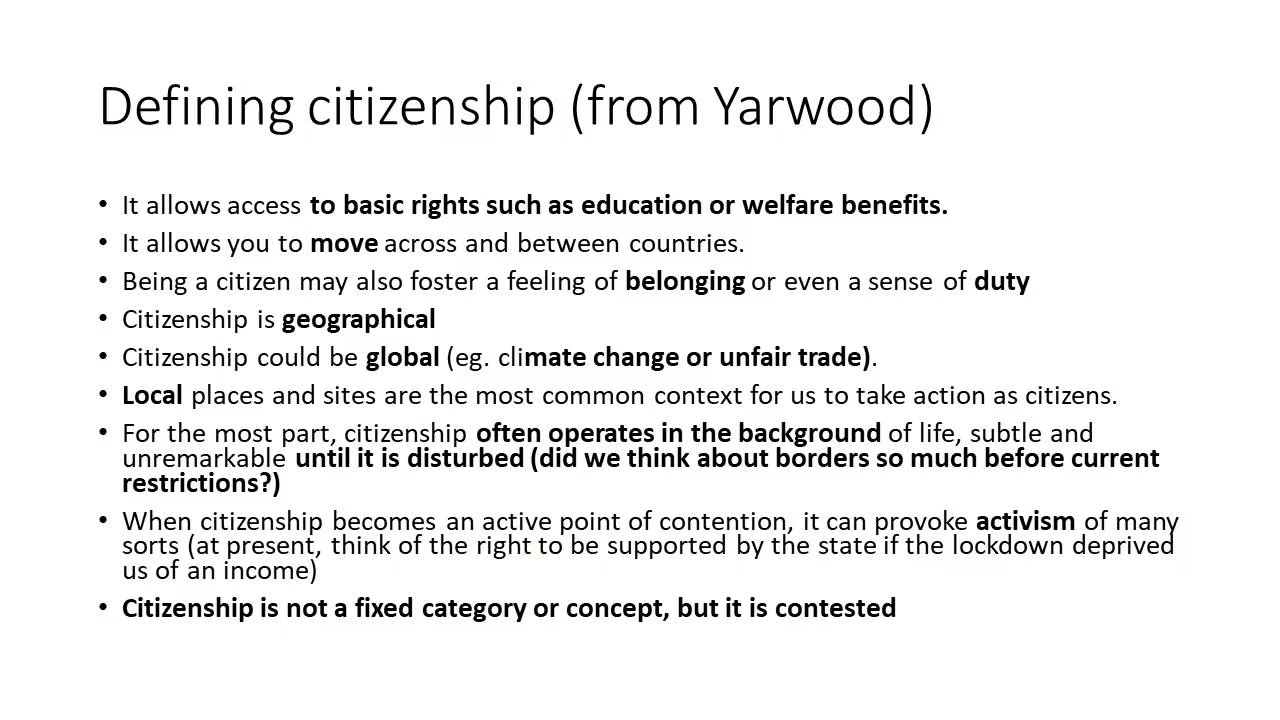 Defining citizenship (from Yarwood)
• It allows access to basic rights such as education or welfare benefits.
• It allows you to move across and between countries.
• Being a citizen may also foster a feeling of belonging or even a sense of duty
• Citizenship is geographical
• Citizenship could be global (eg. climate change or unfair trade).
• Local places and sites are the most common context for us to take action as citizens.
• For the most part, citizenship often operates in the background of life, subtle and
unremarkable until it is disturbed (did we think about borders so much before current
restrictions?)
• When citizenship becomes an active point of contention, it can provoke activism of many
sorts (at present, think of the right to be supported by the state if the lockdown deprived
us of an income)
• Citizenship is not a fixed category or concept, but it is contested